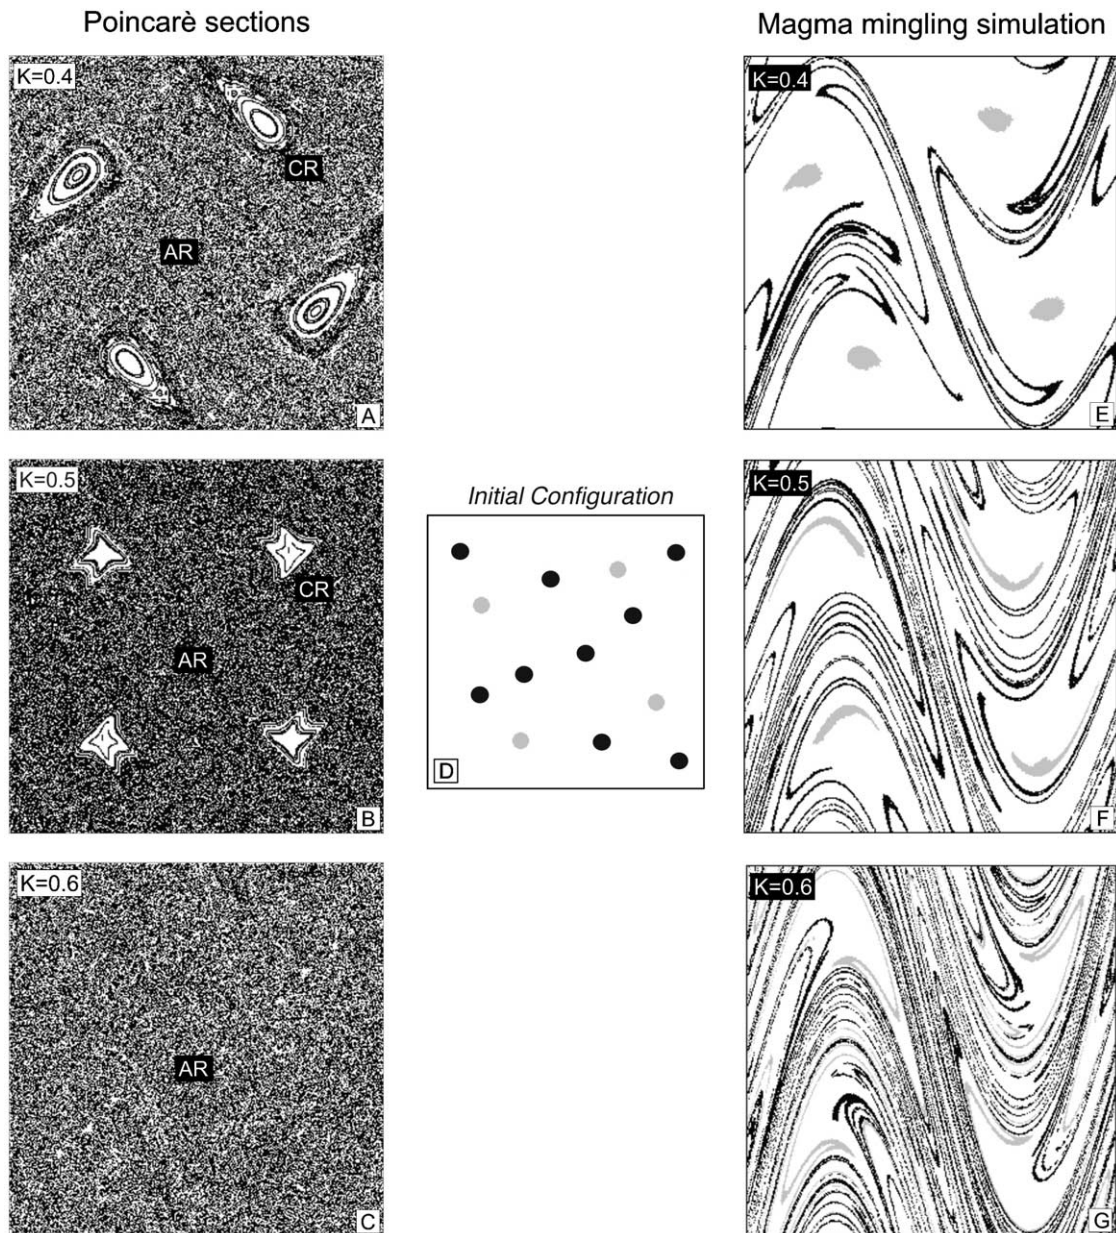 Poincarè sections
Magma mingling simulation
K=0.4
CR
AR
A
K=0.4
E
K=0.5
CR
AR
B
Initial Configuration
D
K=0.5
F
K=0.6
AR
C
K=0.6
G